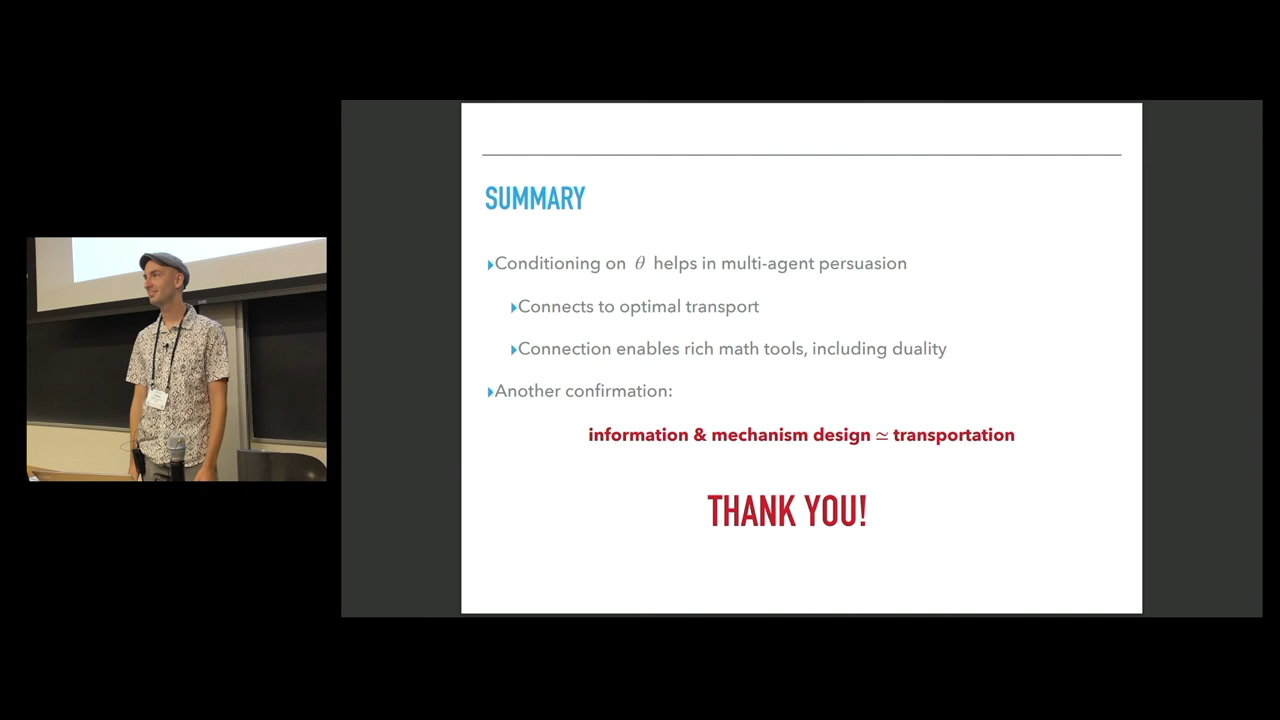 SUMMARY
Conditioning on θ helps in multi-agent persuasion
Connects to optimal transport
Connection enables rich math tools, including duality
Another confirmation:
information & mechanism design ≃ transportation
THANK YOU!